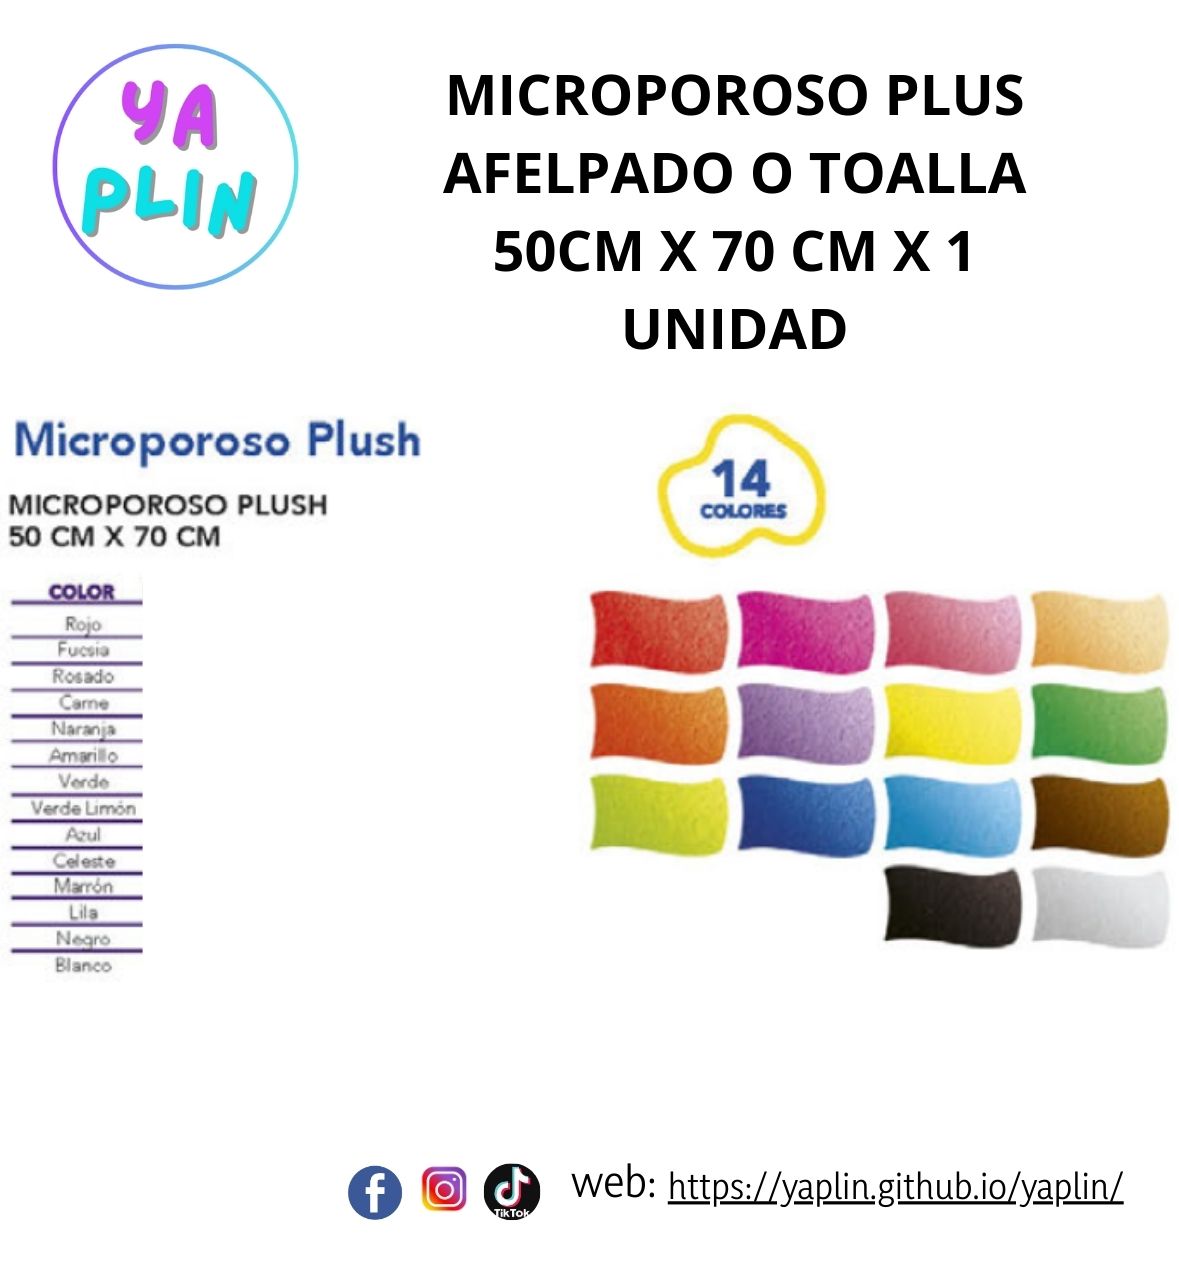 YA
PLIN
MICROPOROSO PLUS
AFELPADO O TOALLA
50CM X 70 CM X 1
UNIDAD
Microporoso Plush
MICROPOROSO PLUSH
50 CM X 70 CM
14
COLORES
COLOR
Rojo
Fucsia
Rosado
Carne
Naranja
Amarillo
Verde
Verde Limón
Azul
Celeste
Marrón
Lila
Negro
Blanco
TikTok
web: https://yaplin.github.io/yaplin/